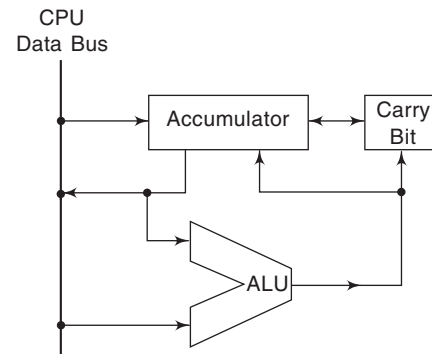 CPU
Data Bus
Accumulator
Carry
Bit
ALU